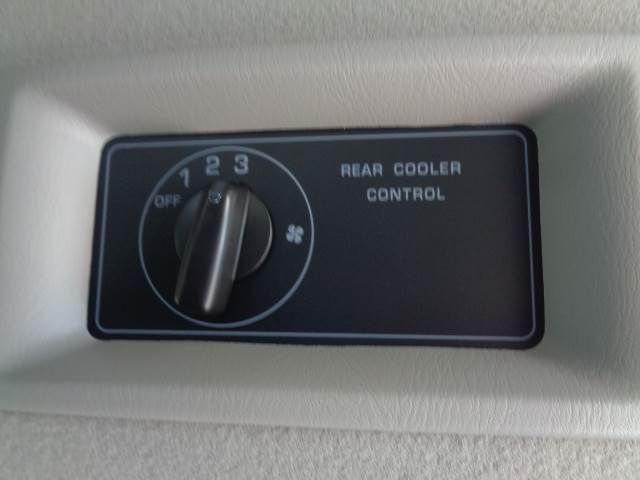 OFF 1 2 3
REAR COOLER
CONTROL